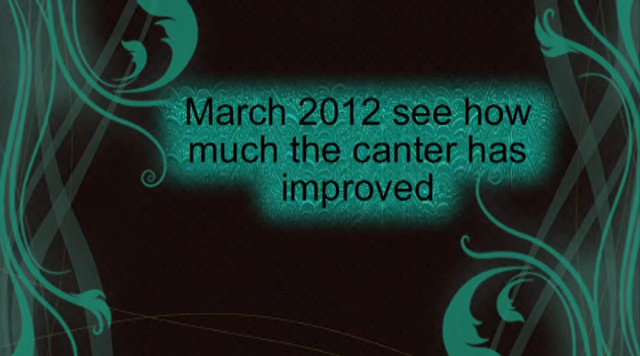 March 2012 see how
much the canter has
improved